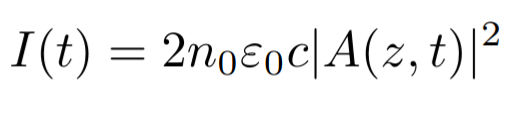 I(t) = 2n₀ε₀c|A(z, t)|²